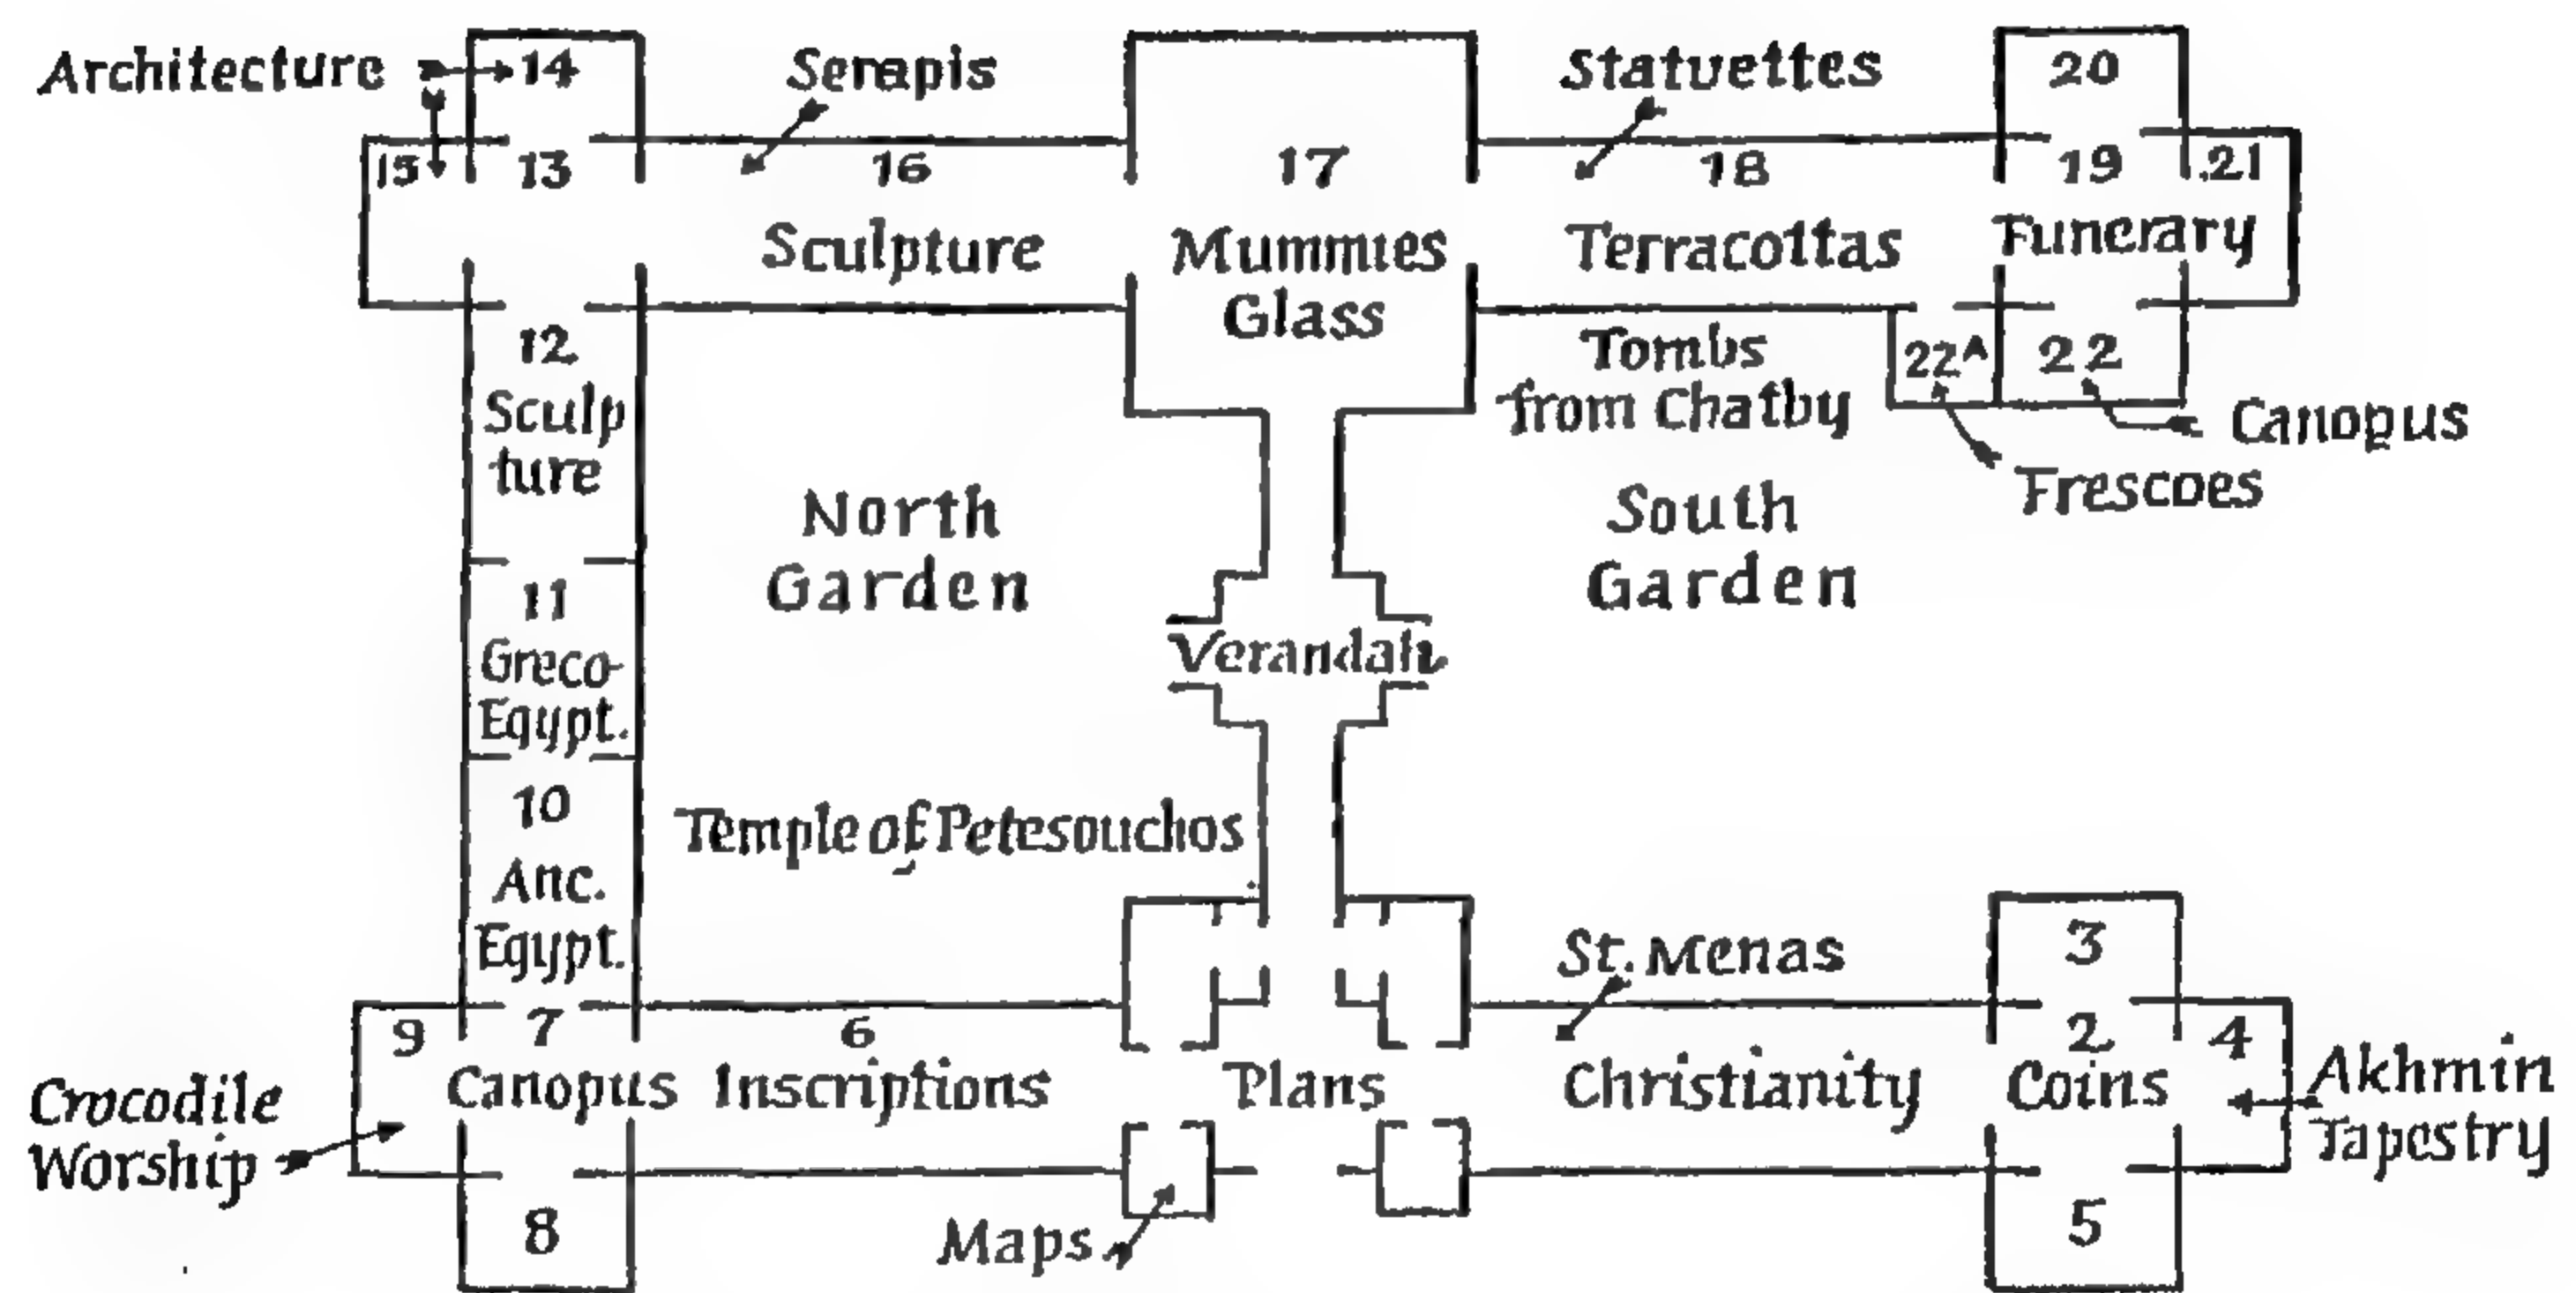 Architecture
14
Serapis
Statuettes
20
15
13
16
17
18
19
21
Sculpture
Mummies
Glass
Terracottas
Funerary
12
Sculp
ture
Tombs
from Chatby
22A
22
Canopus
Frescoes
North
Garden
South
Garden
11
Greco-
Egypt.
Verandah
10
Anc.
Egypt.
Temple of Petesouchos
St. Menas
3
9
7
6
2
4
Crocodile
Worship
Canopus
Inscriptions
Plans
Christianity
Coins
Akhmin
Tapestry
8
Maps
5